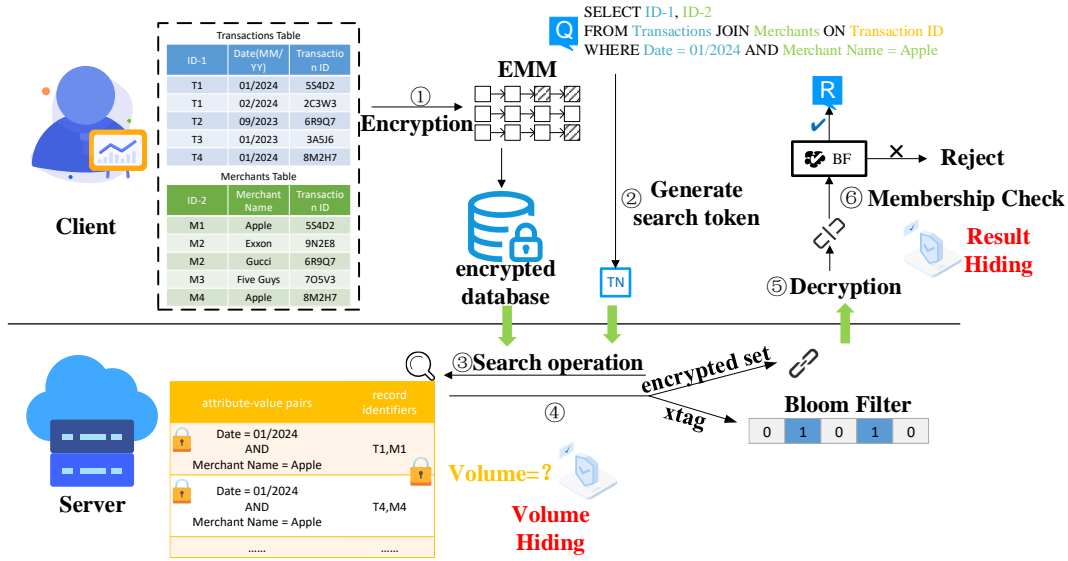 SELECT ID-1, ID-2
FROM Transactions JOIN Merchants ON Transaction ID
WHERE Date = 01/2024 AND Merchant Name = Apple
Q
Transactions Table
ID-1 Date(MM/YY) Transaction ID
T1 01/2024 5S4D2
T1 02/2024 2C3W3
T2 09/2023 6R9Q7
T3 01/2023 3A5J6
T4 01/2024 8M2H7
Merchants Table
ID-2 Merchant Name Transaction ID
M1 Apple 5S4D2
M2 Exxon 9N2E8
M2 Gucci 6R9Q7
M3 Five Guys 7O5V3
M4 Apple 8M2H7
Client
①
Encryption
EMM
encrypted
database
② Generate
search token
TN
R
✓
BF
×
Reject
⑥ Membership Check
Result
Hiding
⑤ Decryption
③ Search operation
④
encrypted set
xtag
Bloom Filter
0 1 0 1 0
Server
attribute-value pairs record identifiers
Date = 01/2024
AND
Merchant Name = Apple
T1,M1
Date = 01/2024
AND
Merchant Name = Apple
T4,M4
...... ......
Volume=?
Volume
Hiding